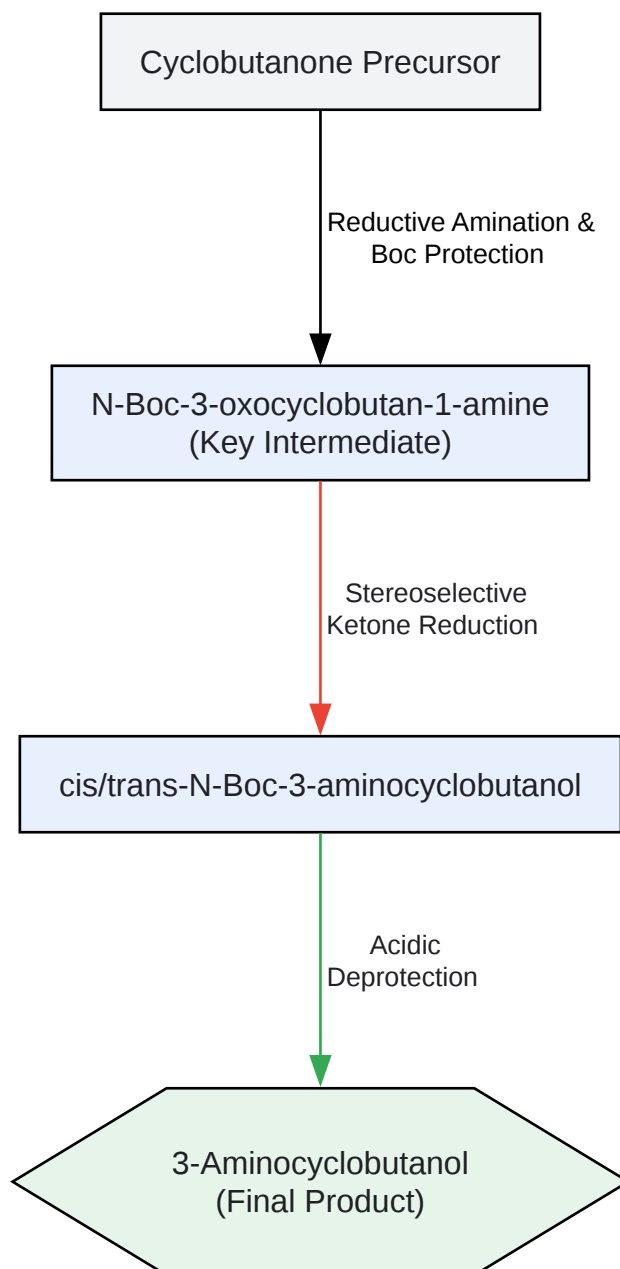 Cyclobutanone Precursor
Reductive Amination &
Boc Protection
N-Boc-3-oxocyclobutan-1-amine
(Key Intermediate)
Stereoselective
Ketone Reduction
cis/trans-N-Boc-3-aminocyclobutanol
Acidic
Deprotection
3-Aminocyclobutanol
(Final Product)